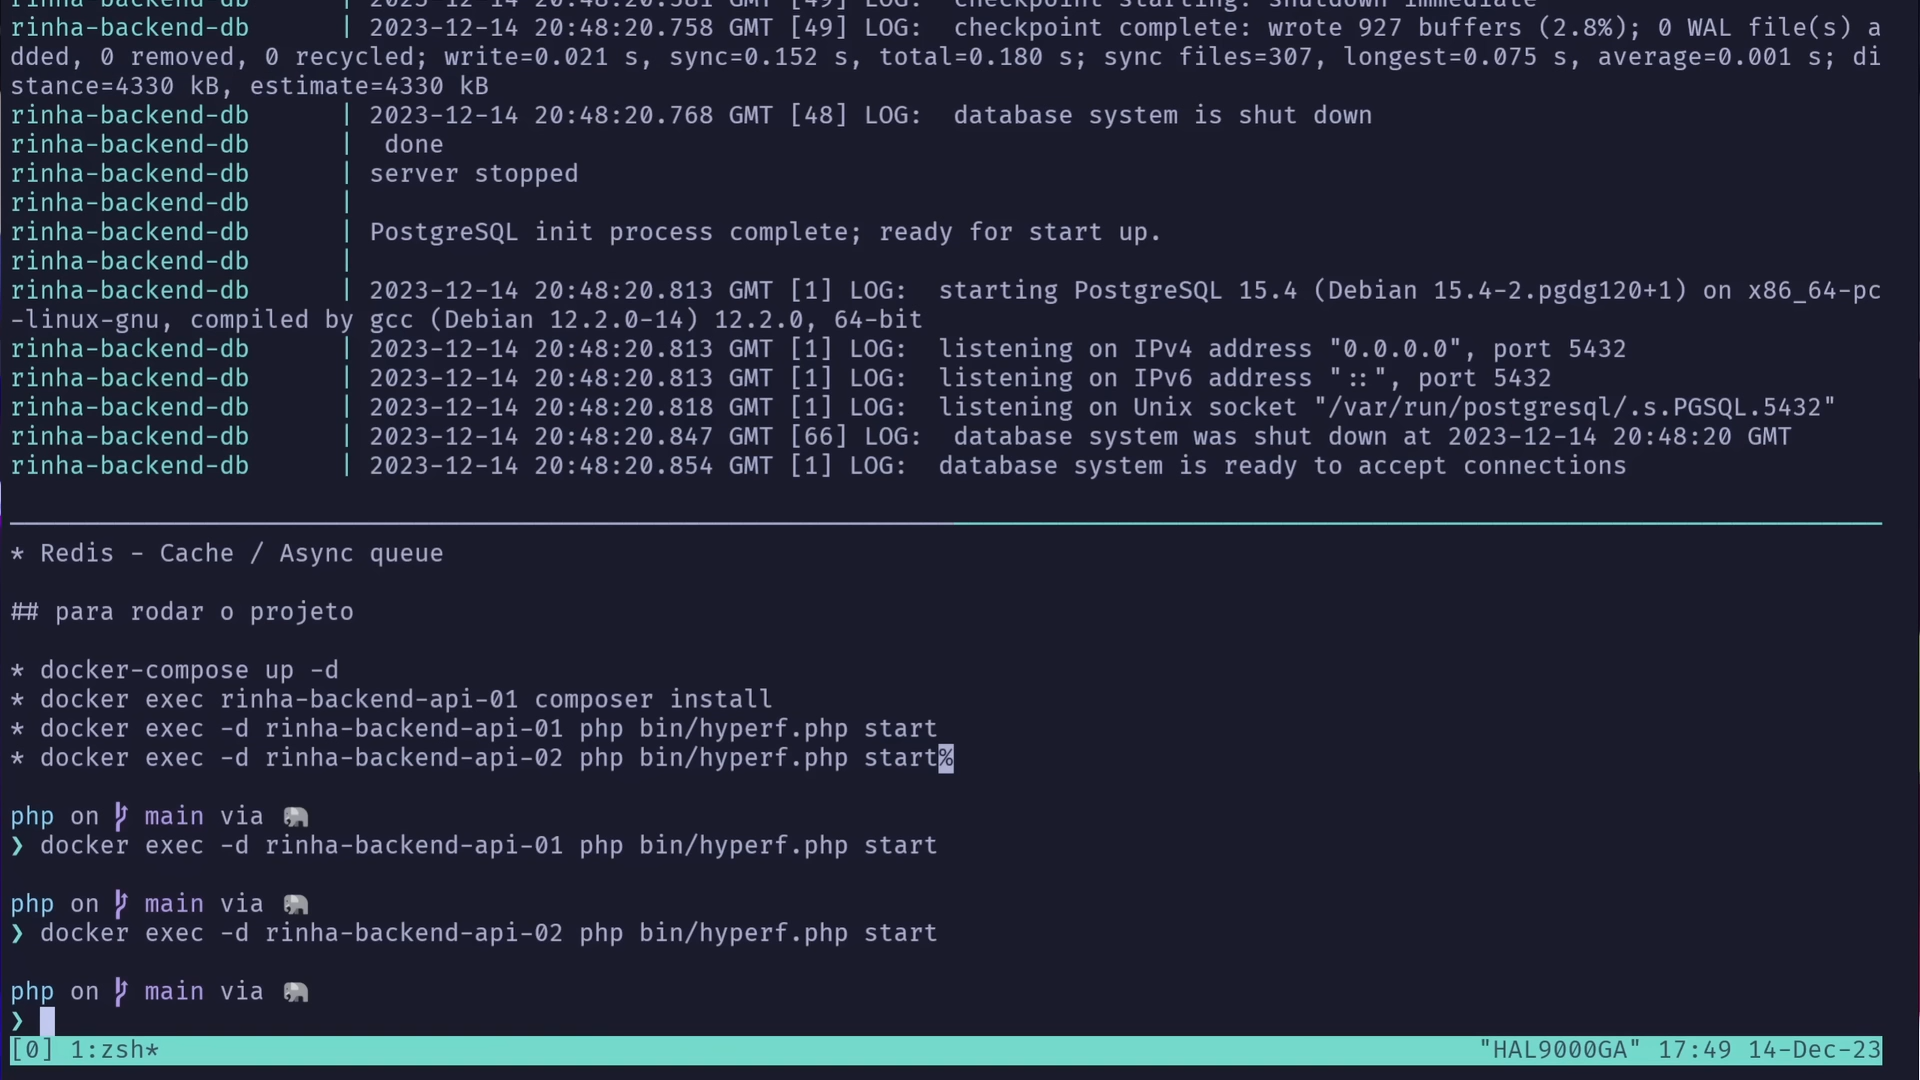 rinha-backend-db      | 2023-12-14 20:48:20.581 GMT [49] LOG:  checkpoint starting: shutdown immediate
rinha-backend-db      | 2023-12-14 20:48:20.758 GMT [49] LOG:  checkpoint complete: wrote 927 buffers (2.8%); 0 WAL file(s) a
dded, 0 removed, 0 recycled; write=0.021 s, sync=0.152 s, total=0.180 s; sync files=307, longest=0.075 s, average=0.001 s; di
stance=4330 kB, estimate=4330 kB
rinha-backend-db      | 2023-12-14 20:48:20.768 GMT [48] LOG:  database system is shut down
rinha-backend-db      |  done
rinha-backend-db      | server stopped
rinha-backend-db      |
rinha-backend-db      | PostgreSQL init process complete; ready for start up.
rinha-backend-db      |
rinha-backend-db      | 2023-12-14 20:48:20.813 GMT [1] LOG:  starting PostgreSQL 15.4 (Debian 15.4-2.pgdg120+1) on x86_64-pc
-linux-gnu, compiled by gcc (Debian 12.2.0-14) 12.2.0, 64-bit
rinha-backend-db      | 2023-12-14 20:48:20.813 GMT [1] LOG:  listening on IPv4 address "0.0.0.0", port 5432
rinha-backend-db      | 2023-12-14 20:48:20.813 GMT [1] LOG:  listening on IPv6 address "::", port 5432
rinha-backend-db      | 2023-12-14 20:48:20.818 GMT [1] LOG:  listening on Unix socket "/var/run/postgresql/.s.PGSQL.5432"
rinha-backend-db      | 2023-12-14 20:48:20.847 GMT [66] LOG:  database system was shut down at 2023-12-14 20:48:20 GMT
rinha-backend-db      | 2023-12-14 20:48:20.854 GMT [1] LOG:  database system is ready to accept connections
* Redis - Cache / Async queue
## para rodar o projeto
* docker-compose up -d
* docker exec rinha-backend-api-01 composer install
* docker exec -d rinha-backend-api-01 php bin/hyperf.php start
* docker exec -d rinha-backend-api-02 php bin/hyperf.php start%
php on main via 🐘
❯ docker exec -d rinha-backend-api-01 php bin/hyperf.php start
php on main via 🐘
❯ docker exec -d rinha-backend-api-02 php bin/hyperf.php start
php on main via 🐘
❯
[0] 1:zsh* "HAL9000GA" 17:49 14-Dec-23